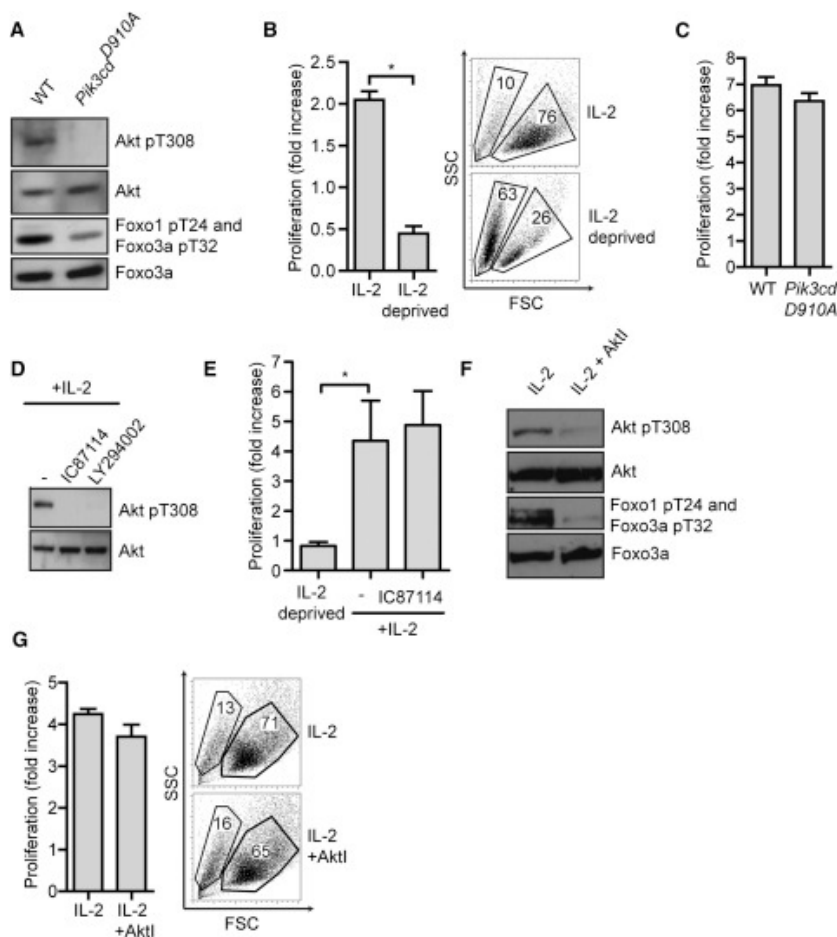 A
WT
Pik3cd D910A
Akt pT308
Akt
Foxo1 pT24 and
Foxo3a pT32
Foxo3a
B
Proliferation (fold increase)
2.5
2.0
1.5
1.0
0.5
0.0
*
IL-2
IL-2
deprived
SSC
10
76
IL-2
63
26
IL-2
deprived
FSC
C
Proliferation (fold increase)
8
7
6
5
4
3
2
1
0
WT
Pik3cd
D910A
D
+IL-2
-
IC87114
LY294002
Akt pT308
Akt
E
Proliferation (fold increase)
6
5
4
3
2
1
0
*
IL-2
deprived
-
IC87114
+IL-2
F
IL-2
IL-2 + AktI
Akt pT308
Akt
Foxo1 pT24 and
Foxo3a pT32
Foxo3a
G
Proliferation (fold increase)
5
4
3
2
1
0
IL-2
IL-2
+AktI
SSC
13
71
IL-2
16
65
IL-2
+AktI
FSC